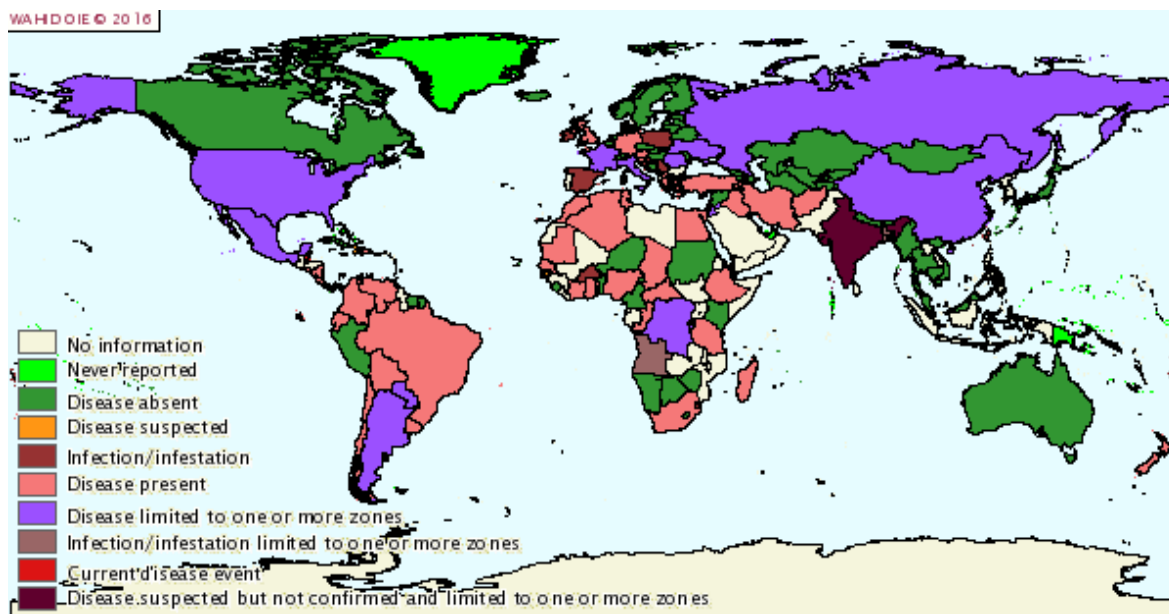 WAHIDOIE © 2016
No information
Never reported
Disease absent
Disease suspected
Infection/infestation
Disease present
Disease limited to one or more zones
Infection/infestation limited to one or more zones
Current disease event
Disease suspected but not confirmed and limited to one or more zones